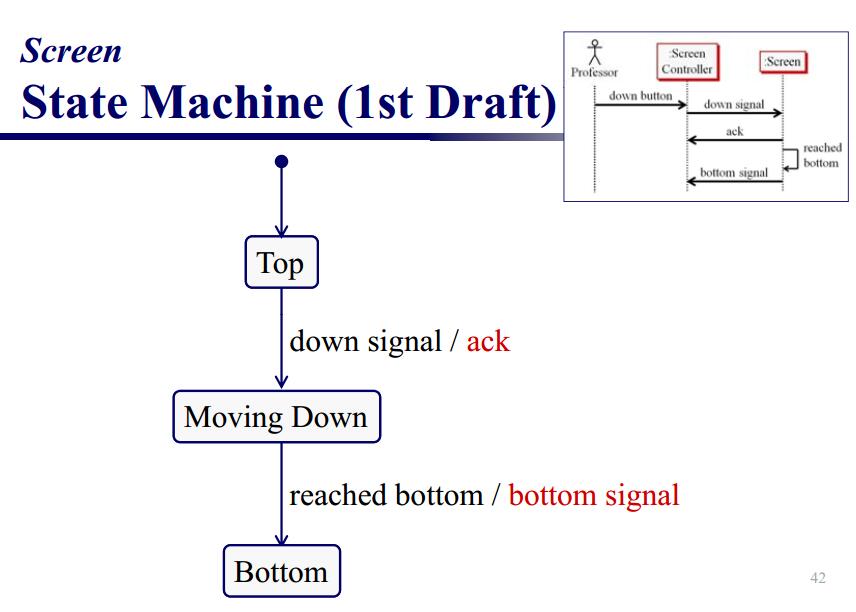 Screen
State Machine (1st Draft)
Professor
:Screen
Controller
:Screen
down button
down signal
ack
reached
bottom
bottom signal
Top
down signal / ack
Moving Down
reached bottom / bottom signal
Bottom
42